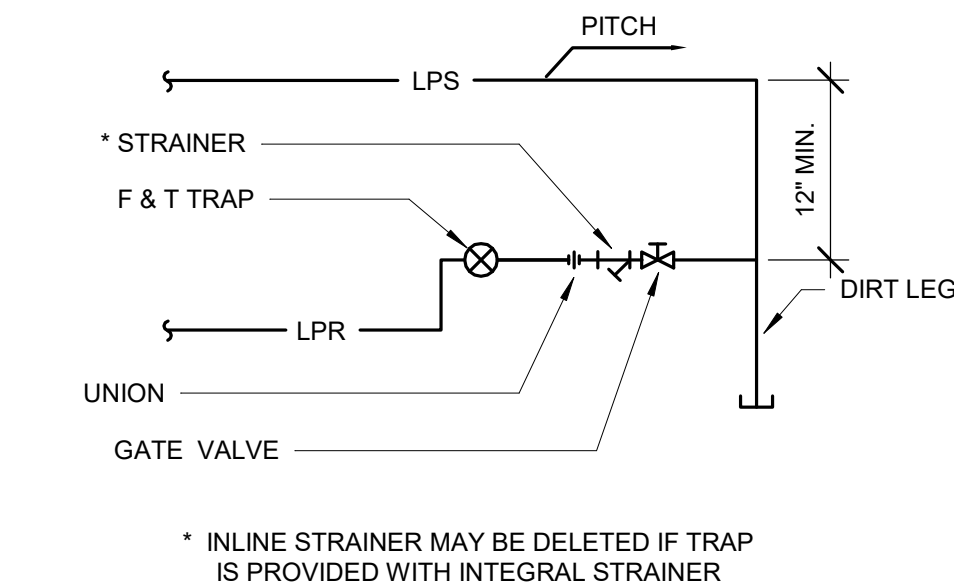 PITCH
LPS
* STRAINER
12" MIN.
F & T TRAP
DIRT LEG
LPR
UNION
GATE VALVE
* INLINE STRAINER MAY BE DELETED IF TRAP
IS PROVIDED WITH INTEGRAL STRAINER